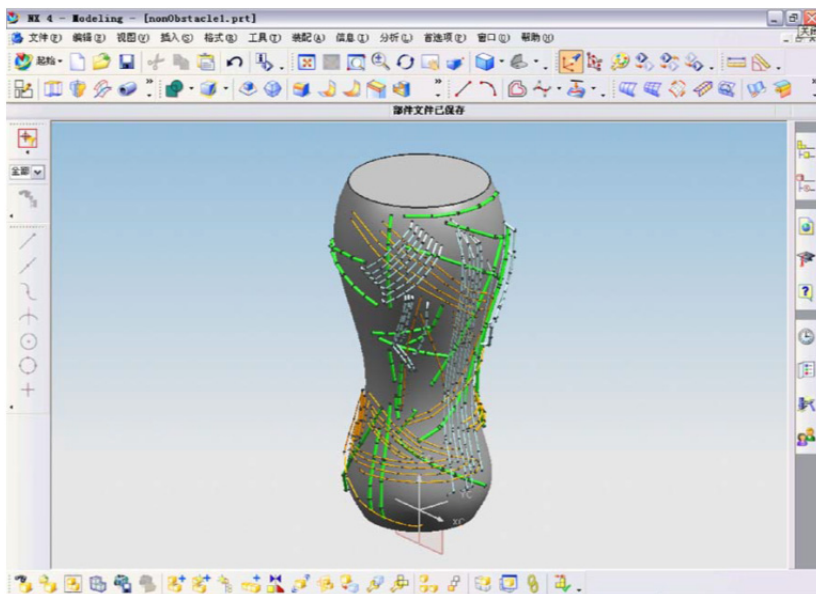 NX 4 - Modeling - [nonObstacle1.prt]
文件(F) 编辑(E) 视图(V) 插入(S) 格式(R) 工具(T) 装配(A) 信息(I) 分析(L) 首选项(P) 窗口(O) 帮助(H)
起始
部件文件已保存
全部
YC
XC